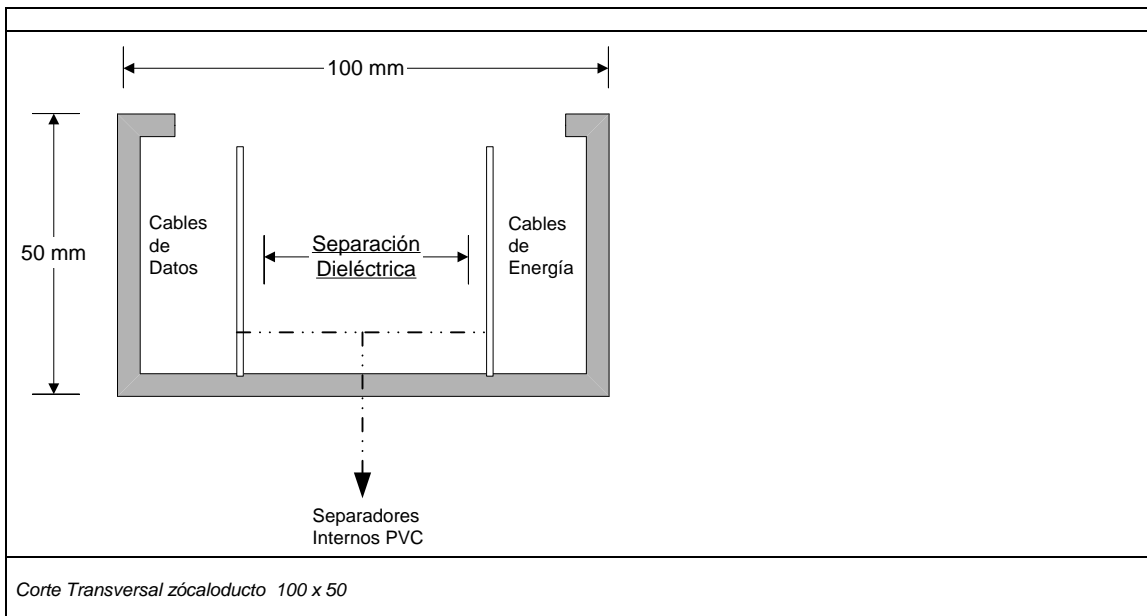 100 mm
50 mm
Cables
de
Datos
Separación
Dieléctrica
Cables
de
Energía
Separadores
Internos PVC
Corte Transversal zócaloducto 100 x 50